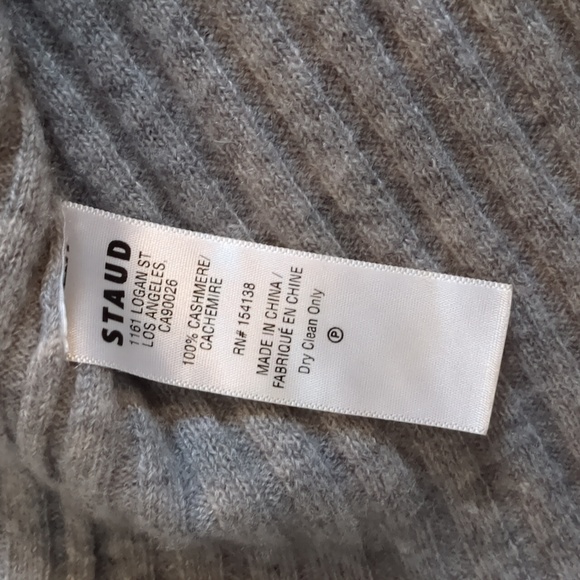 STAUD
1161 LOGAN ST
LOS ANGELES,
CA90026
100% CASHMERE/
CACHEMIRE
RN# 154138
MADE IN CHINA /
FABRIQUÉ EN CHINE
Dry Clean Only
P